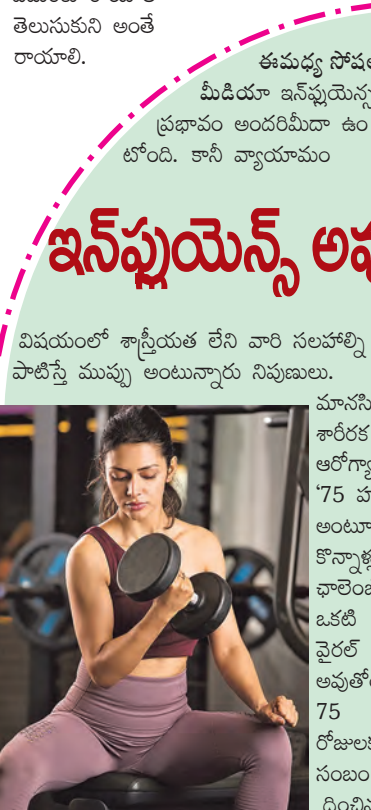 తెలుసుకుని అంతే
రాయాలి.
ఈమధ్య
మీడియా ఇన్‌ఫ్లుయెన్స
ప్రభావం అందరిమీదా ఉం
టోంది. కానీ వ్యాయామం
ఇన్‌ఫ్లుయెన్స్
విషయంలో శాస్త్రీయత లేని వారి సలహాల్ని
పాటిస్తే ముప్పు అంటున్నారు నిపుణులు.
మానసి
శారీరక
ఆరోగ్యా
'75
అంటూ
కొన్నాళ్లు
ఛాలెంజ
ఒకటి
వైరల్
అవుతో
75
రోజులక
సంబం